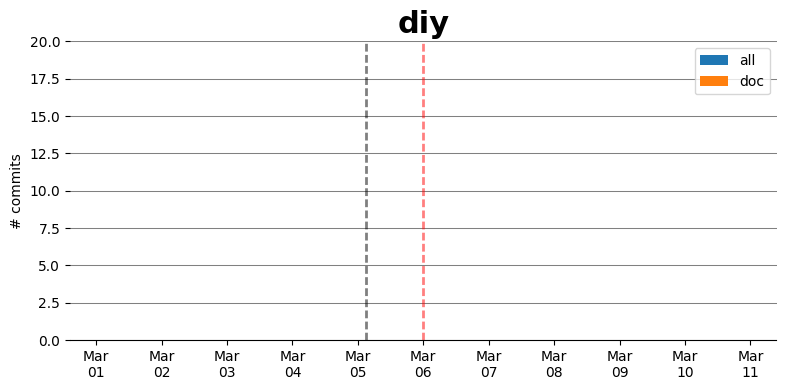 diy
20.0
17.5
15.0
12.5
10.0
7.5
5.0
2.5
0.0
# commits
all
doc
Mar 01
Mar 02
Mar 03
Mar 04
Mar 05
Mar 06
Mar 07
Mar 08
Mar 09
Mar 10
Mar 11